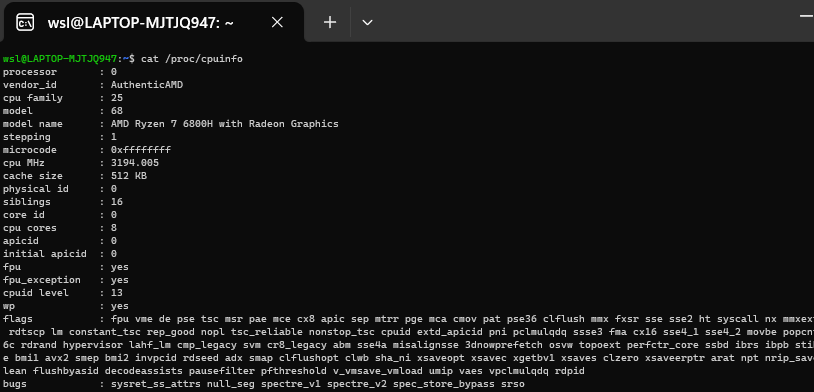 wsl@LAPTOP-MJTJQ947: ~
wsl@LAPTOP-MJTJQ947:~$ cat /proc/cpuinfo
processor : 0
vendor_id : AuthenticAMD
cpu family : 25
model : 68
model name : AMD Ryzen 7 6800H with Radeon Graphics
stepping : 1
microcode : 0xffffffff
cpu MHz : 3194.005
cache size : 512 KB
physical id : 0
siblings : 16
core id : 0
cpu cores : 8
apicid : 0
initial apicid : 0
fpu : yes
fpu_exception : yes
cpuid level : 13
wp : yes
flags : fpu vme de pse tsc msr pae mce cx8 apic sep mtrr pge mca cmov pat pse36 clflush mmx fxsr sse sse2 ht syscall nx mmxext
rdtscp lm constant_tsc rep_good nopl tsc_reliable nonstop_tsc cpuid extd_apicid pni pclmulqdq ssse3 fma cx16 sse4_1 sse4_2 movbe popcnt
6c rdrand hypervisor lahf_lm cmp_legacy svm cr8_legacy abm sse4a misalignsse 3dnowprefetch osvw topoext perfctr_core ssbd ibrs ibpb stib
e bmi1 avx2 smep bmi2 invpcid rdseed adx smap clflushopt clwb sha_ni xsaveopt xsavec xgetbv1 xsaves clzero xsaveerptr arat npt nrip_save
lean flushbyasid decodeassists pausefilter pfthreshold v_vmsave_vmload umip vaes vpclmulqdq rdpid
bugs : sysret_ss_attrs null_seg spectre_v1 spectre_v2 spec_store_bypass srso